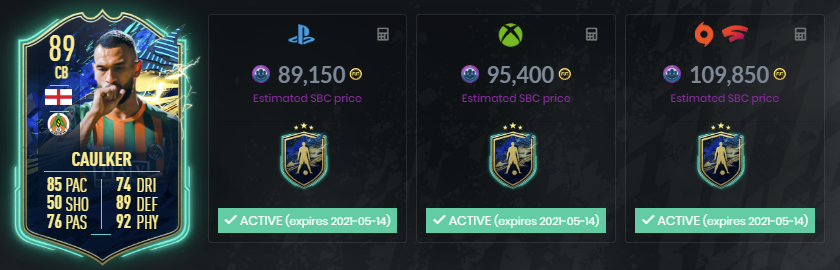 89
CB
CAULKER
85 PAC 74 DRI
50 SHO 89 DEF
76 PAS 92 PHY
89,150
Estimated SBC price
ACTIVE (expires 2021-05-14)
95,400
Estimated SBC price
ACTIVE (expires 2021-05-14)
109,850
Estimated SBC price
ACTIVE (expires 2021-05-14)